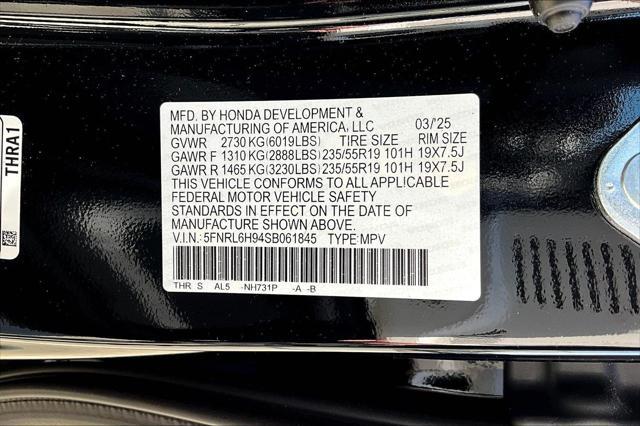 MFD. BY HONDA DEVELOPMENT &
MANUFACTURING OF AMERICA, LLC 03/'25
GVWR 2730 KG(6019LBS) TIRE SIZE RIM SIZE
GAWR F 1310 KG(2888LBS) 235/55R19 101H 19X7.5J
GAWR R 1465 KG(3230LBS) 235/55R19 101H 19X7.5J
THIS VEHICLE CONFORMS TO ALL APPLICABLE
FEDERAL MOTOR VEHICLE SAFETY
STANDARDS IN EFFECT ON THE DATE OF
MANUFACTURE SHOWN ABOVE.
V.I.N.: 5FNRL6H94SB061845 TYPE:MPV
THR S AL5 -NH731P -A -B
THRA1